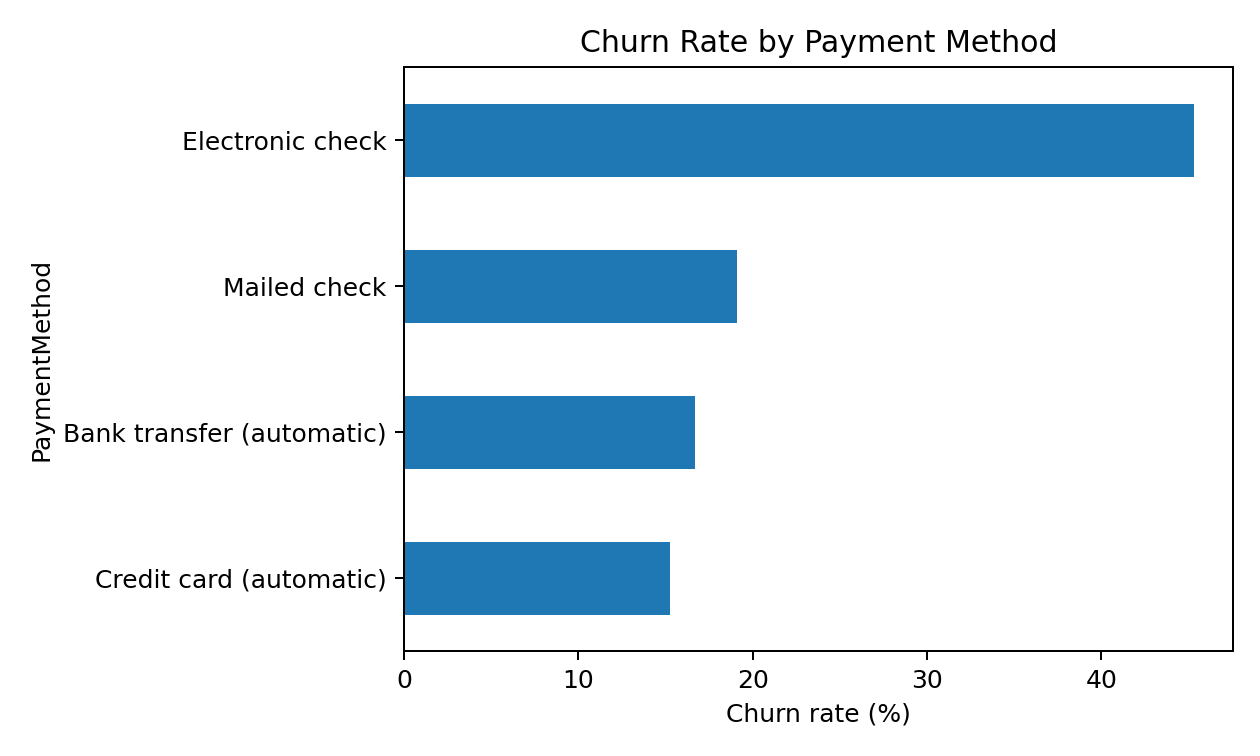 Churn Rate by Payment Method
PaymentMethod
Electronic check
Mailed check
Bank transfer (automatic)
Credit card (automatic)
0 10 20 30 40
Churn rate (%)